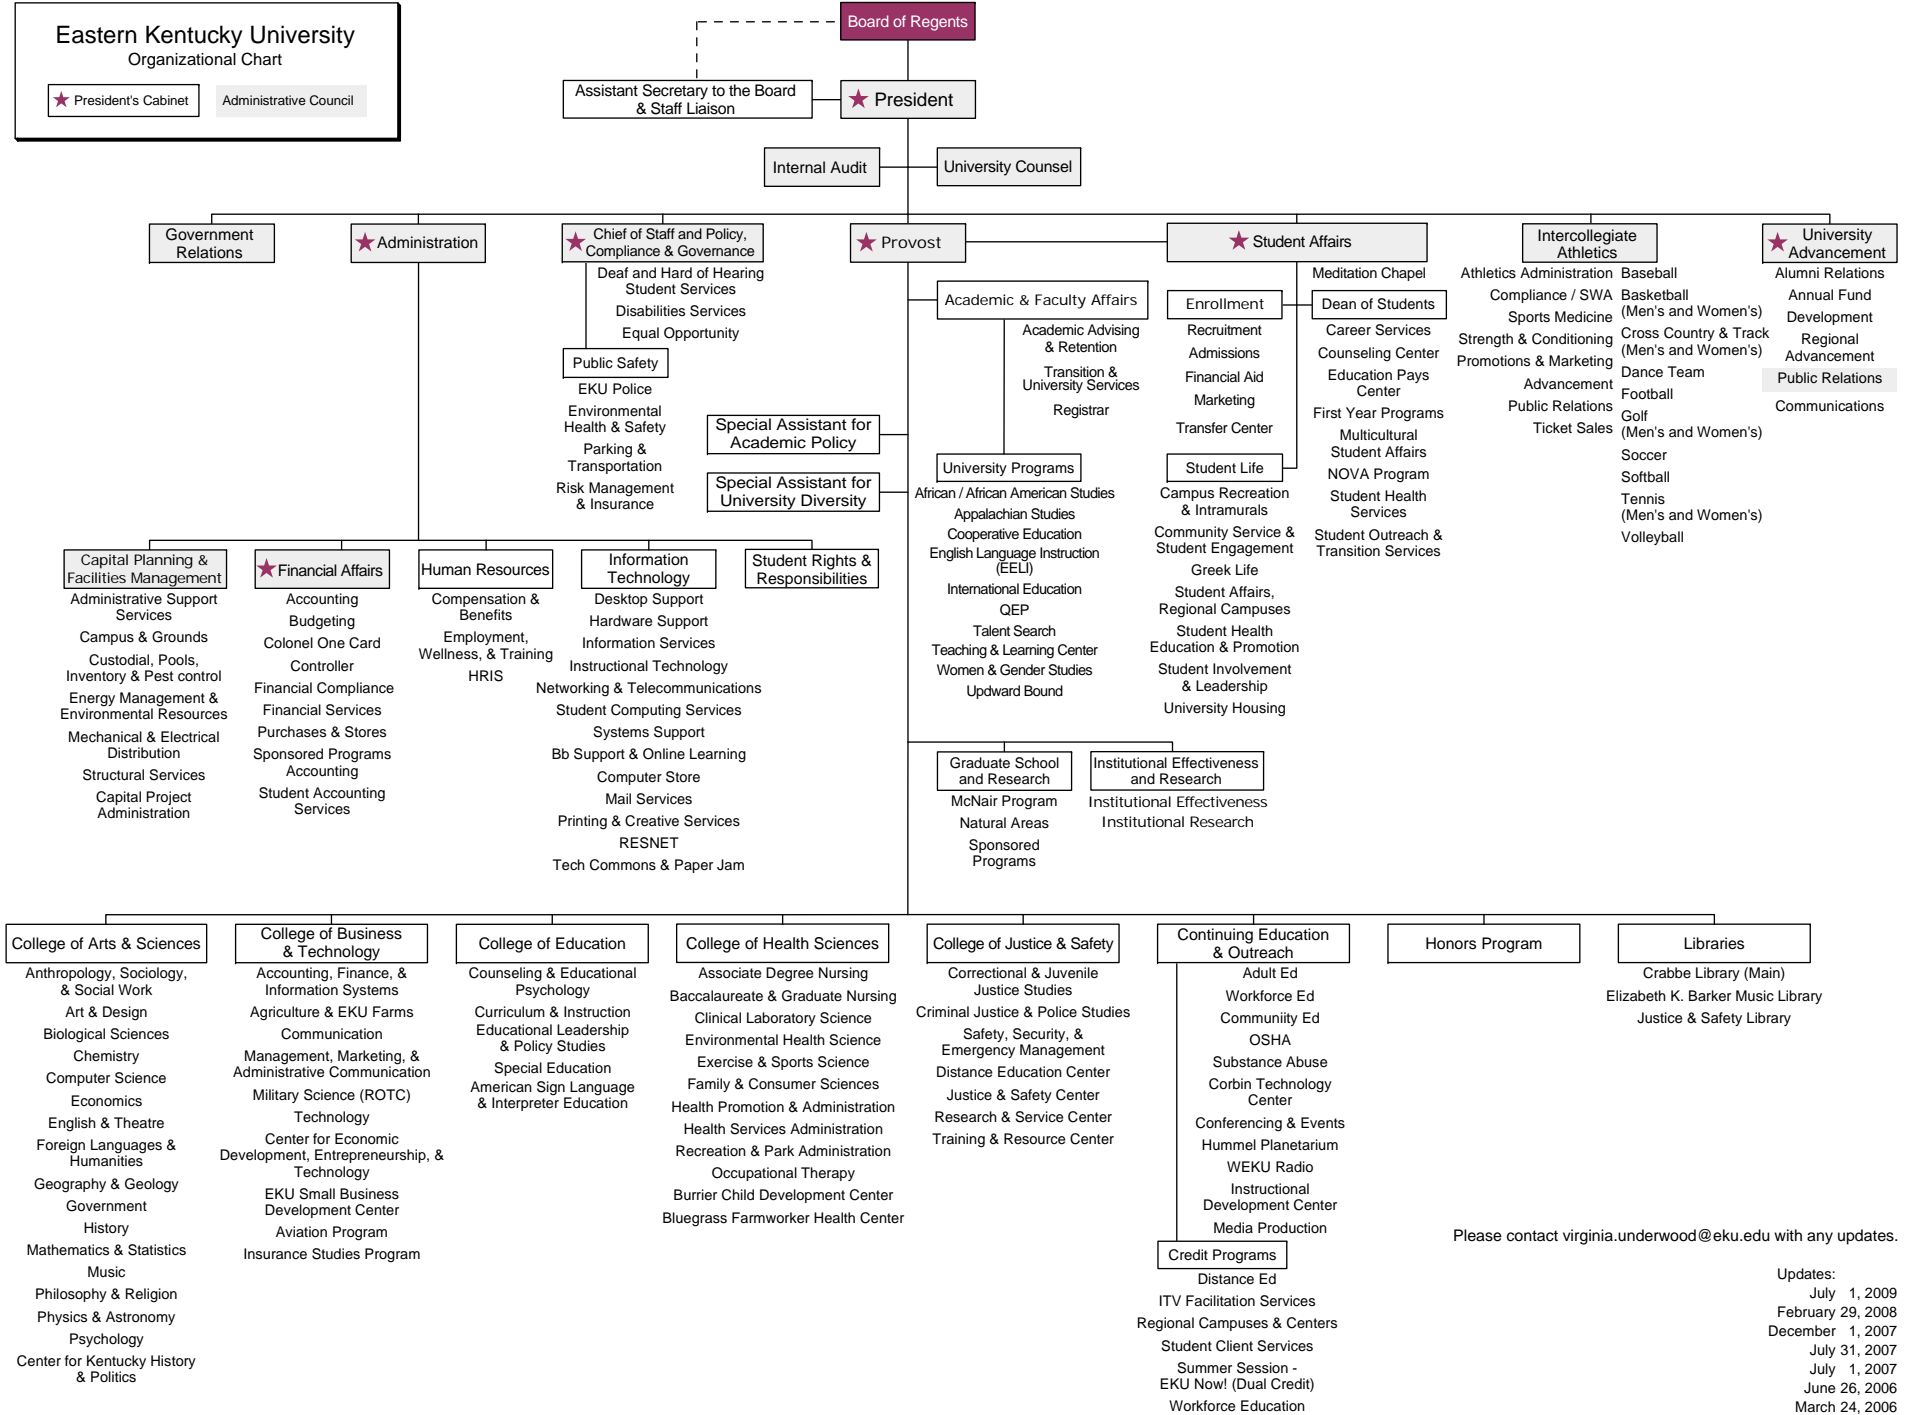 Eastern Kentucky University
Organizational Chart
President's Cabinet
Administrative Council
Board of Regents
Assistant Secretary to the Board
& Staff Liaison
President
Internal Audit
University Counsel
Government
Relations
Administration
Chief of Staff and Policy,
Compliance & Governance
Deaf and Hard of Hearing
Student Services
Disabilities Services
Equal Opportunity
Public Safety
EKU Police
Environmental
Health & Safety
Parking &
Transportation
Risk Management
& Insurance
Provost
Academic & Faculty Affairs
Academic Advising
& Retention
Transition &
University Services
Registrar
Special Assistant for
Academic Policy
Special Assistant for
University Diversity
University Programs
African / African American Studies
Appalachian Studies
Cooperative Education
English Language Instruction
(EELI)
International Education
QEP
Talent Search
Teaching & Learning Center
Women & Gender Studies
Updward Bound
Student Affairs
Meditation Chapel
Enrollment
Recruitment
Admissions
Financial Aid
Marketing
Transfer Center
Student Life
Campus Recreation
& Intramurals
Community Service &
Student Engagement
Greek Life
Student Affairs,
Regional Campuses
Student Health
Education & Promotion
Student Involvement
& Leadership
University Housing
Dean of Students
Career Services
Counseling Center
Education Pays
Center
First Year Programs
Multicultural
Student Affairs
NOVA Program
Student Health
Services
Student Outreach &
Transition Services
Intercollegiate
Athletics
Athletics Administration
Compliance / SWA
Sports Medicine
Strength & Conditioning
Promotions & Marketing
Advancement
Public Relations
Ticket Sales
Baseball
Basketball
(Men's and Women's)
Cross Country & Track
(Men's and Women's)
Dance Team
Football
Golf
(Men's and Women's)
Soccer
Softball
Tennis
(Men's and Women's)
Volleyball
University
Advancement
Alumni Relations
Annual Fund
Development
Regional
Advancement
Public Relations
Communications
Capital Planning &
Facilities Management
Administrative Support
Services
Campus & Grounds
Custodial, Pools,
Inventory & Pest control
Energy Management &
Environmental Resources
Mechanical & Electrical
Distribution
Structural Services
Capital Project
Administration
Financial Affairs
Accounting
Budgeting
Colonel One Card
Controller
Financial Compliance
Financial Services
Purchases & Stores
Sponsored Programs
Accounting
Student Accounting
Services
Human Resources
Compensation &
Benefits
Employment,
Wellness, & Training
HRIS
Information
Technology
Desktop Support
Hardware Support
Information Services
Instructional Technology
Networking & Telecommunications
Student Computing Services
Systems Support
Bb Support & Online Learning
Computer Store
Mail Services
Printing & Creative Services
RESNET
Tech Commons & Paper Jam
Student Rights &
Responsibilities
Graduate School
and Research
McNair Program
Natural Areas
Sponsored
Programs
Institutional Effectiveness
and Research
Institutional Effectiveness
Institutional Research
College of Arts & Sciences
Anthropology, Sociology,
& Social Work
Art & Design
Biological Sciences
Chemistry
Computer Science
Economics
English & Theatre
Foreign Languages &
Humanities
Geography & Geology
Government
History
Mathematics & Statistics
Music
Philosophy & Religion
Physics & Astronomy
Psychology
Center for Kentucky History
& Politics
College of Business
& Technology
Accounting, Finance, &
Information Systems
Agriculture & EKU Farms
Communication
Management, Marketing, &
Administrative Communication
Military Science (ROTC)
Technology
Center for Economic
Development, Entrepreneurship, &
Technology
EKU Small Business
Development Center
Aviation Program
Insurance Studies Program
College of Education
Counseling & Educational
Psychology
Curriculum & Instruction
Educational Leadership
& Policy Studies
Special Education
American Sign Language
& Interpreter Education
College of Health Sciences
Associate Degree Nursing
Baccalaureate & Graduate Nursing
Clinical Laboratory Science
Environmental Health Science
Exercise & Sports Science
Family & Consumer Sciences
Health Promotion & Administration
Health Services Administration
Recreation & Park Administration
Occupational Therapy
Burrier Child Development Center
Bluegrass Farmworker Health Center
College of Justice & Safety
Correctional & Juvenile
Justice Studies
Criminal Justice & Police Studies
Safety, Security, &
Emergency Management
Distance Education Center
Justice & Safety Center
Research & Service Center
Training & Resource Center
Continuing Education
& Outreach
Adult Ed
Workforce Ed
Communiity Ed
OSHA
Substance Abuse
Corbin Technology
Center
Conferencing & Events
Hummel Planetarium
WEKU Radio
Instructional
Development Center
Media Production
Credit Programs
Distance Ed
ITV Facilitation Services
Regional Campuses & Centers
Student Client Services
Summer Session -
EKU Now! (Dual Credit)
Workforce Education
Honors Program
Libraries
Crabbe Library (Main)
Elizabeth K. Barker Music Library
Justice & Safety Library
Please contact virginia.underwood@eku.edu with any updates.
Updates:
July 1, 2009
February 29, 2008
December 1, 2007
July 31, 2007
July 1, 2007
June 26, 2006
March 24, 2006